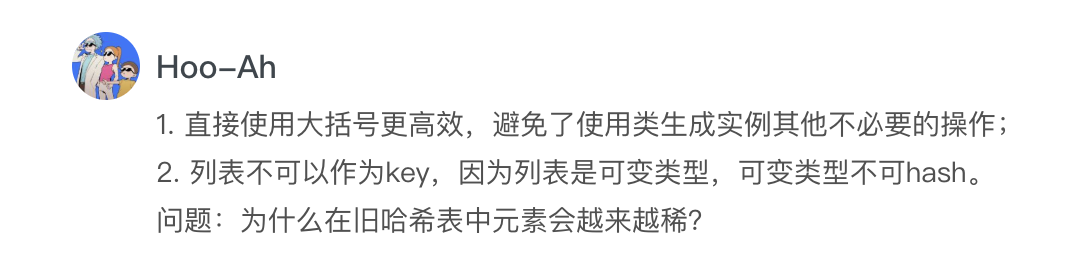 Hoo-Ah
1. 直接使用大括号更高效，避免了使用类生成实例其他不必要的操作；
2. 列表不可以作为key，因为列表是可变类型，可变类型不可hash。
问题：为什么在旧哈希表中元素会越来越稀？